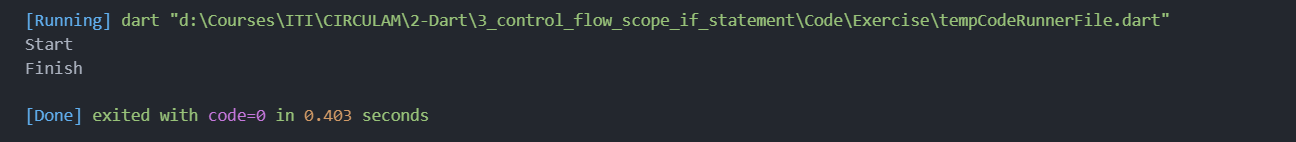 [Running] dart "d:\Courses\ITI\CIRCULAM\2-Dart\3_control_flow_scope_if_statement\Code\Exercise\tempCodeRunnerFile.dart"
Start
Finish
[Done] exited with code=0 in 0.403 seconds